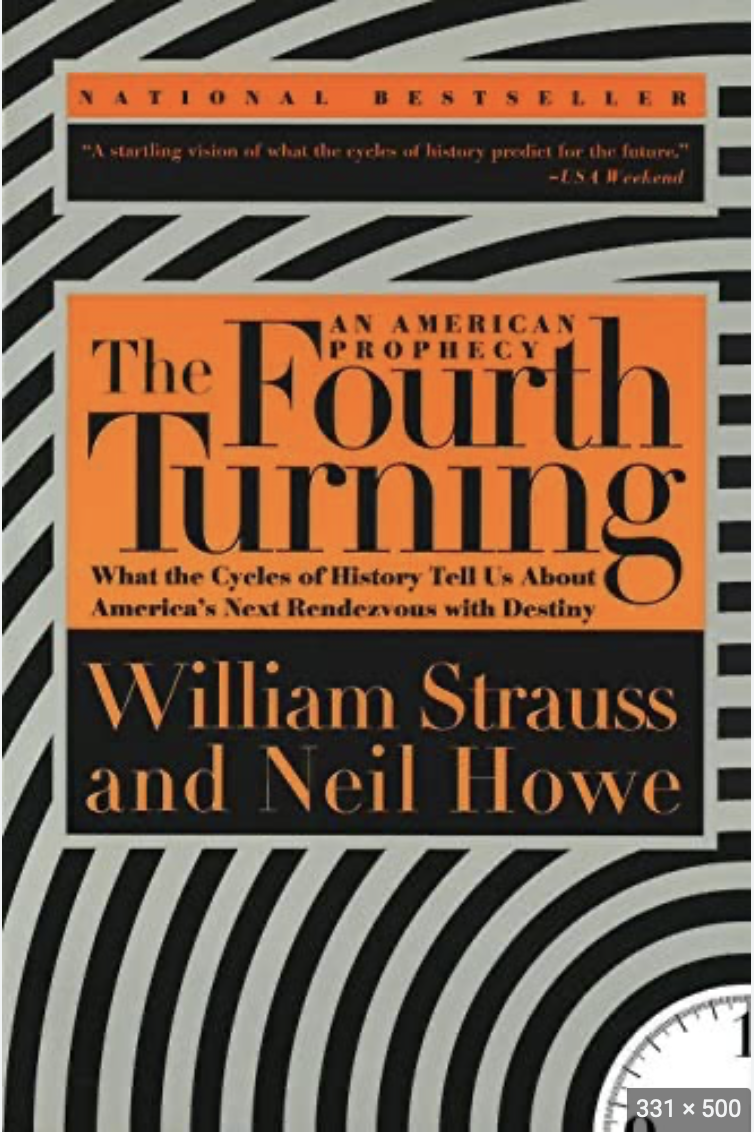 NATIONAL BESTSELLER
"A startling vision of what the cycles of history predict for the future."
–USA Weekend
AN AMERICAN
PROPHECY
The Fourth
Turning
What the Cycles of History Tell Us About
America's Next Rendezvous with Destiny
William Strauss
and Neil Howe
1
331 × 500